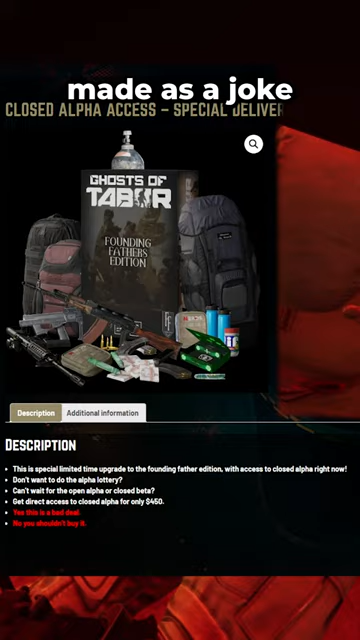 made as a joke
CLOSED ALPHA ACCESS – SPECIAL DELIVER
GHOSTS OF
TABOR
FOUNDING
FATHERS
EDITION
Description
Additional information
DESCRIPTION
This is special limited time upgrade to the founding father edition, with access to closed alpha right now!
Don't want to do the alpha lottery?
Can't wait for the open alpha or closed beta?
Get direct access to closed alpha for only $450.
Yes this is a bad deal.
No you shouldn't buy it.